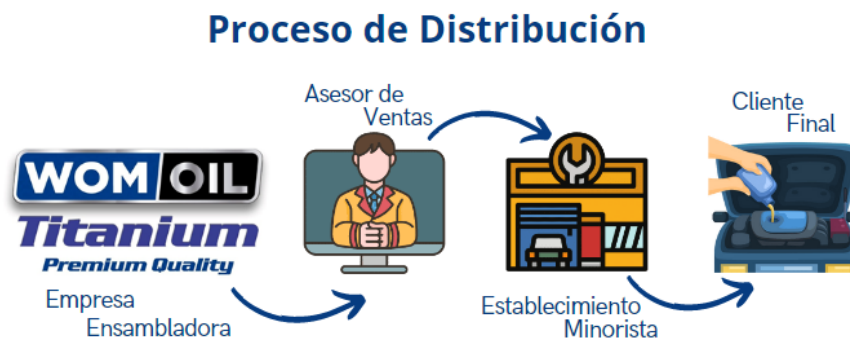 Proceso de Distribución
Asesor de
Ventas
Cliente
Final
WOM OIL
Titanium
Premium Quality
Empresa
Ensambladora
Establecimiento
Minorista